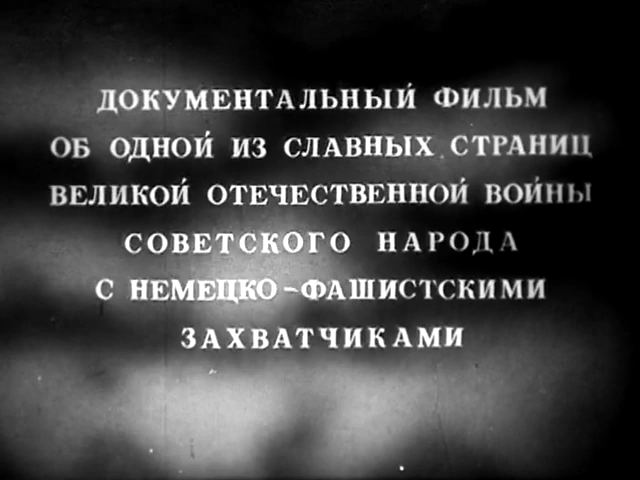 ДОКУМЕНТАЛЬНЫЙ ФИЛЬМ
ОБ ОДНОЙ ИЗ СЛАВНЫХ СТРАНИЦ
ВЕЛИКОЙ ОТЕЧЕСТВЕННОЙ ВОЙНЫ
СОВЕТСКОГО НАРОДА
С НЕМЕЦКО-ФАШИСТСКИМИ
ЗАХВАТЧИКАМИ